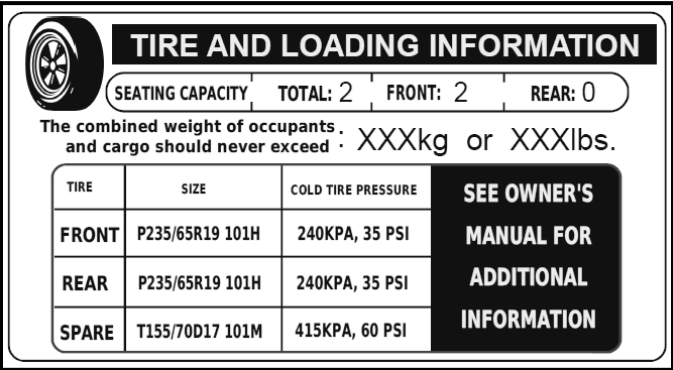 TIRE AND LOADING INFORMATION
SEATING CAPACITY TOTAL: 2 FRONT: 2 REAR: 0
The combined weight of occupants
and cargo should never exceed : XXXkg or XXXlbs.
TIRE SIZE COLD TIRE PRESSURE
FRONT P235/65R19 101H 240KPA, 35 PSI
REAR P235/65R19 101H 240KPA, 35 PSI
SPARE T155/70D17 101M 415KPA, 60 PSI
SEE OWNER'S
MANUAL FOR
ADDITIONAL
INFORMATION